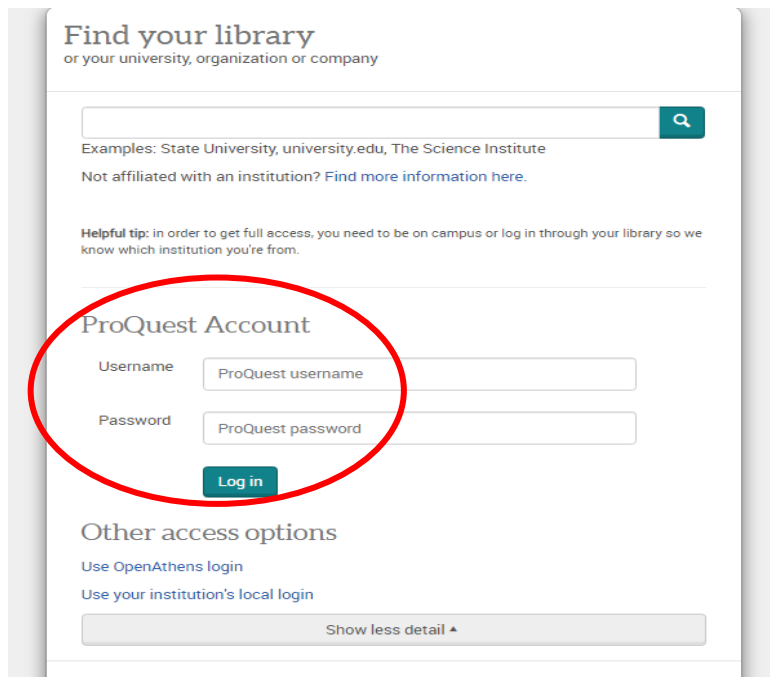 Find your library
or your university, organization or company
Examples: State University, university.edu, The Science Institute
Not affiliated with an institution? Find more information here.
Helpful tip: in order to get full access, you need to be on campus or log in through your library so we
know which institution you're from.
ProQuest Account
Username
ProQuest username
Password
ProQuest password
Log in
Other access options
Use OpenAthens login
Use your institution's local login
Show less detail